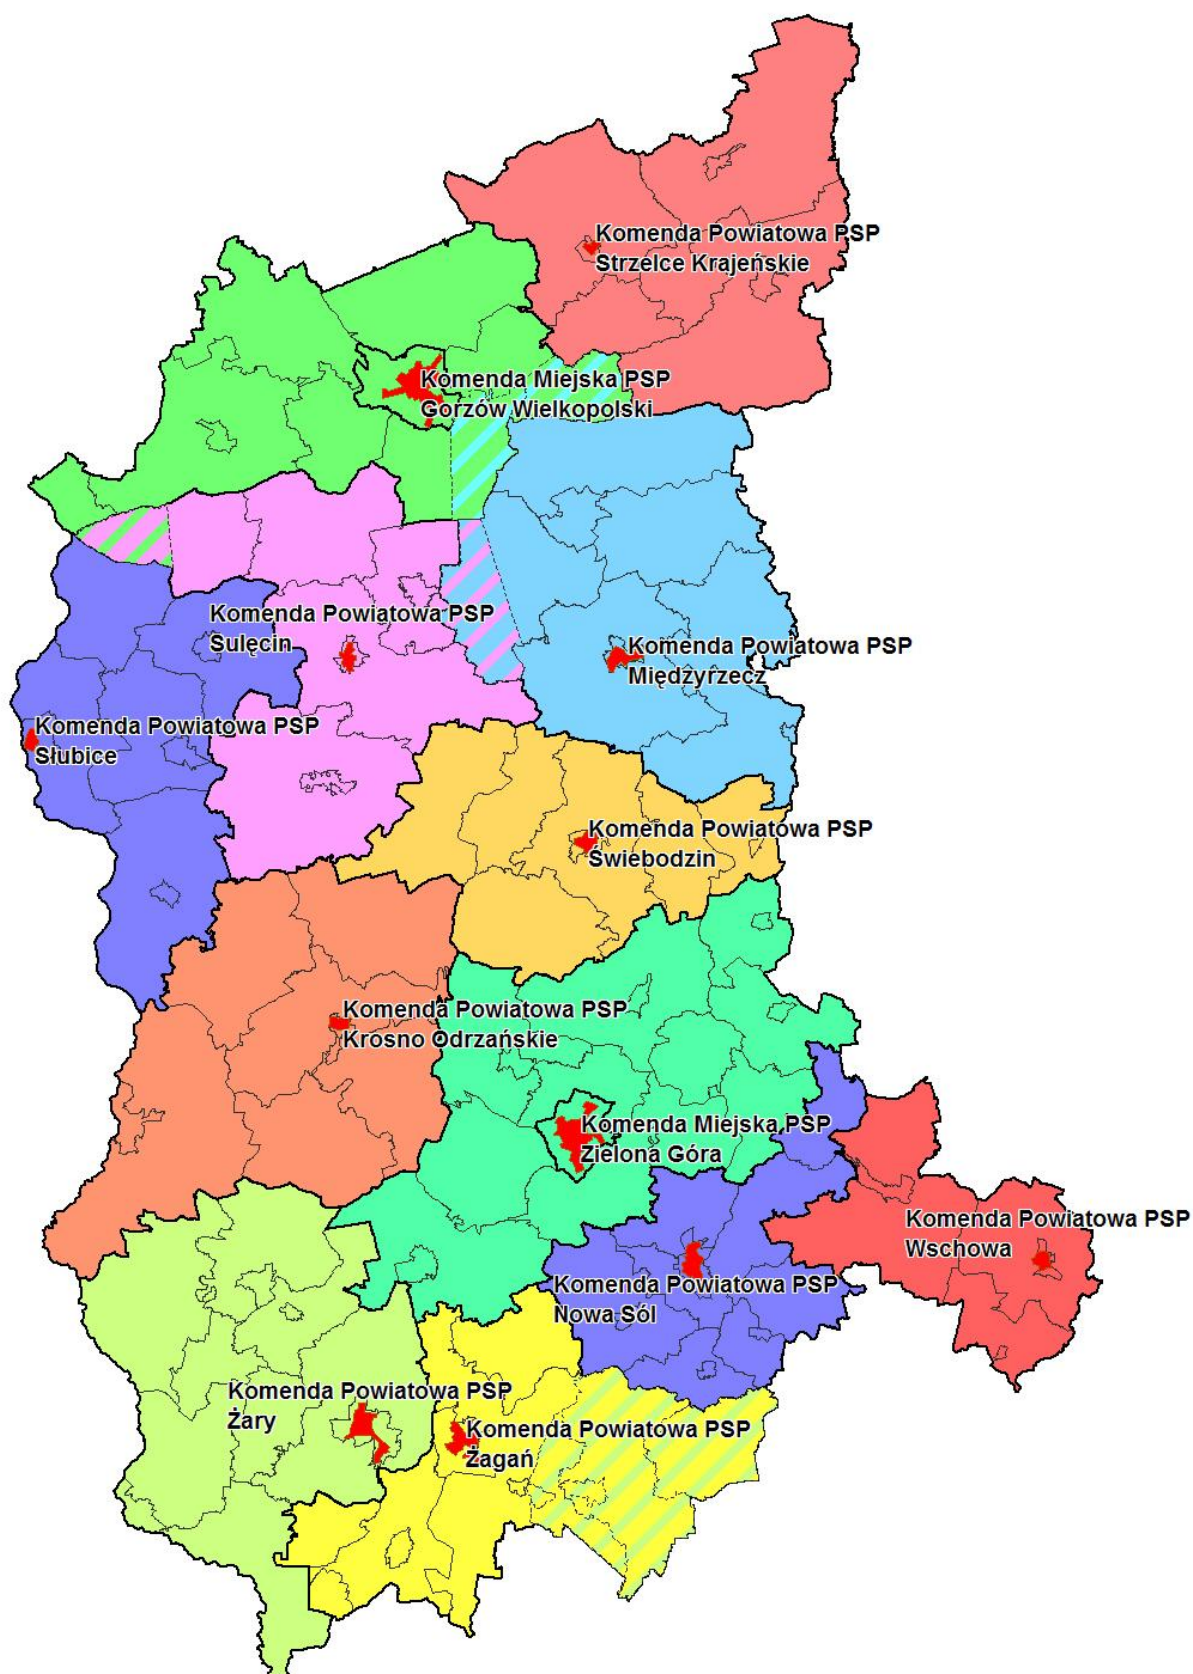 Komenda Powiatowa PSP
Strzelce Krajeńskie
Komenda Miejska PSP
Gorzów Wielkopolski
Komenda Powiatowa PSP
Sulęcin
Komenda Powiatowa PSP
Międzyrzecz
Komenda Powiatowa PSP
Słubice
Komenda Powiatowa PSP
Świebodzin
Komenda Powiatowa PSP
Krosno Odrzańskie
Komenda Miejska PSP
Zielona Góra
Komenda Powiatowa PSP
Wschowa
Komenda Powiatowa PSP
Nowa Sól
Komenda Powiatowa PSP
Żary
Komenda Powiatowa PSP
Żagań